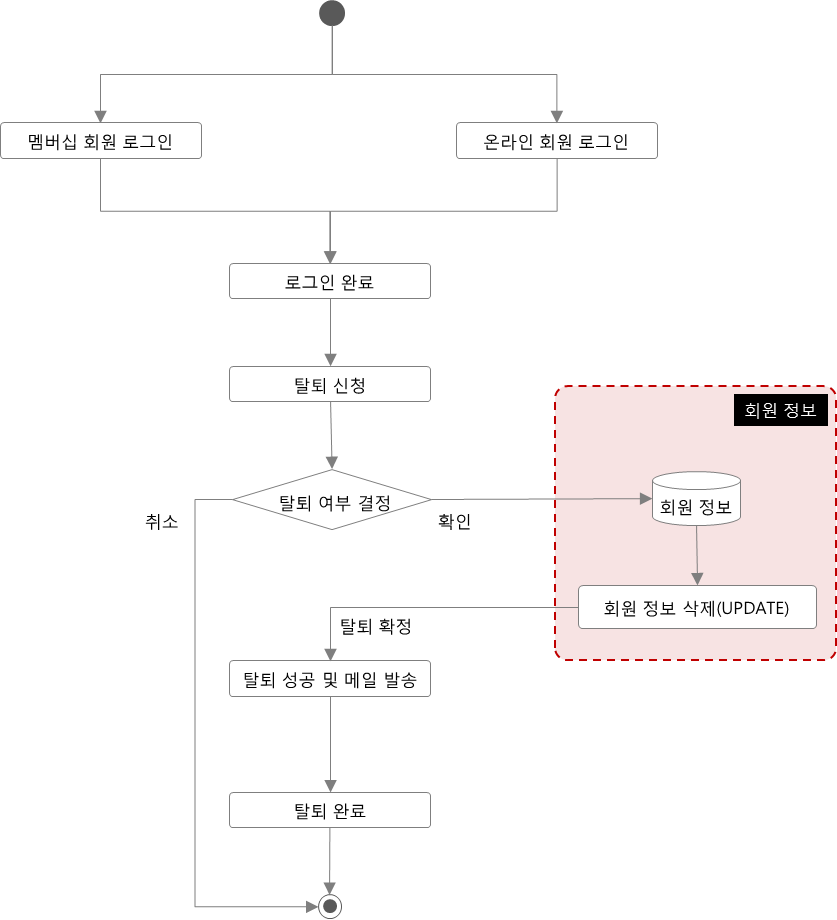 멤버십 회원 로그인
온라인 회원 로그인
로그인 완료
탈퇴 신청
회원 정보
탈퇴 여부 결정
회원 정보
취소
확인
회원 정보 삭제(UPDATE)
탈퇴 확정
탈퇴 성공 및 메일 발송
탈퇴 완료